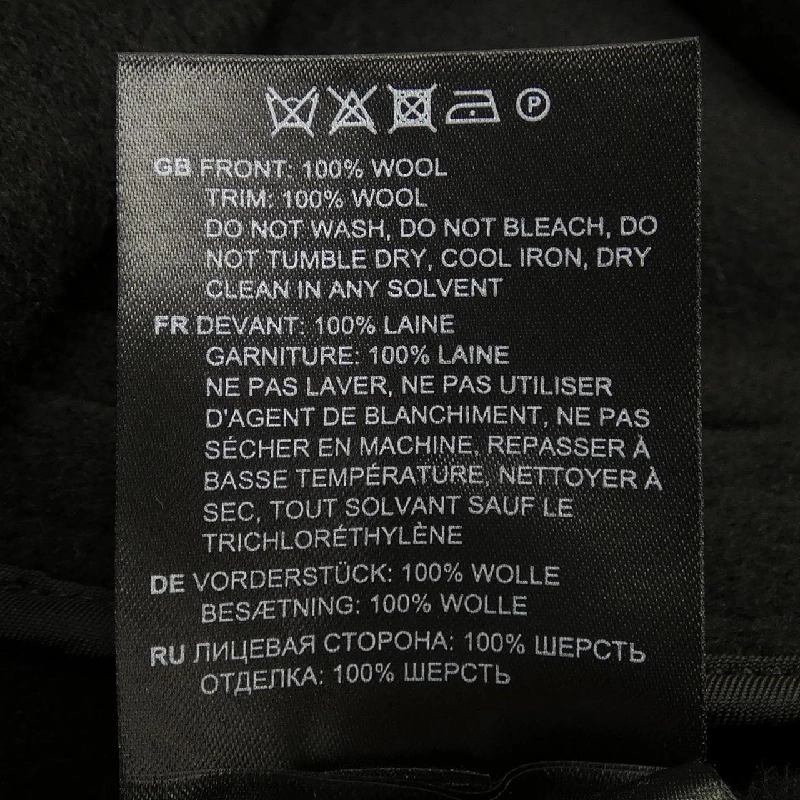 P
GB FRONT: 100% WOOL
TRIM: 100% WOOL
DO NOT WASH, DO NOT BLEACH, DO
NOT TUMBLE DRY, COOL IRON, DRY
CLEAN IN ANY SOLVENT
FR DEVANT: 100% LAINE
GARNITURE: 100% LAINE
NE PAS LAVER, NE PAS UTILISER
D'AGENT DE BLANCHIMENT, NE PAS
SÉCHER EN MACHINE, REPASSER À
BASSE TEMPÉRATURE, NETTOYER À
SEC, TOUT SOLVANT SAUF LE
TRICHLORÉTHYLÈNE
DE VORDERSTÜCK: 100% WOLLE
BESÆTNING: 100% WOLLE
RU ЛИЦЕВАЯ СТОРОНА: 100% ШЕРСТЬ
ОТДЕЛКА: 100% ШЕРСТЬ